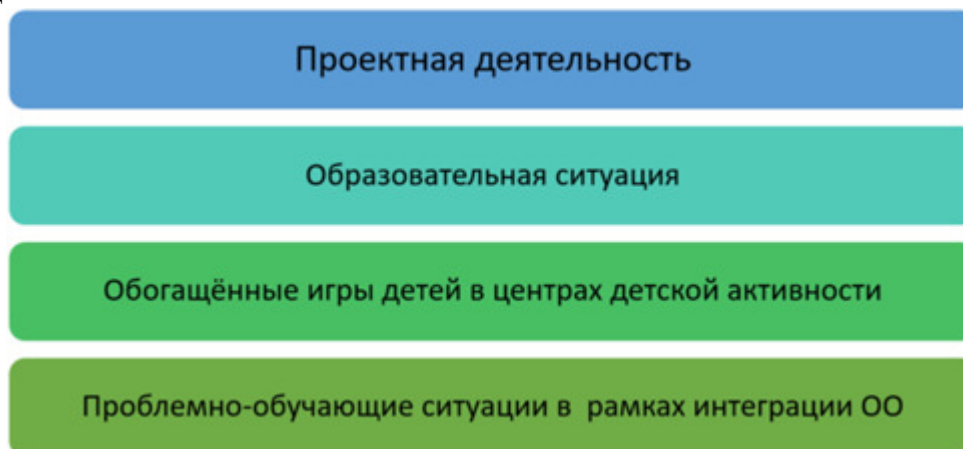 Проектная деятельность
Образовательная ситуация
Обогащённые игры детей в центрах детской активности
Проблемно-обучающие ситуации в рамках интеграции ОО